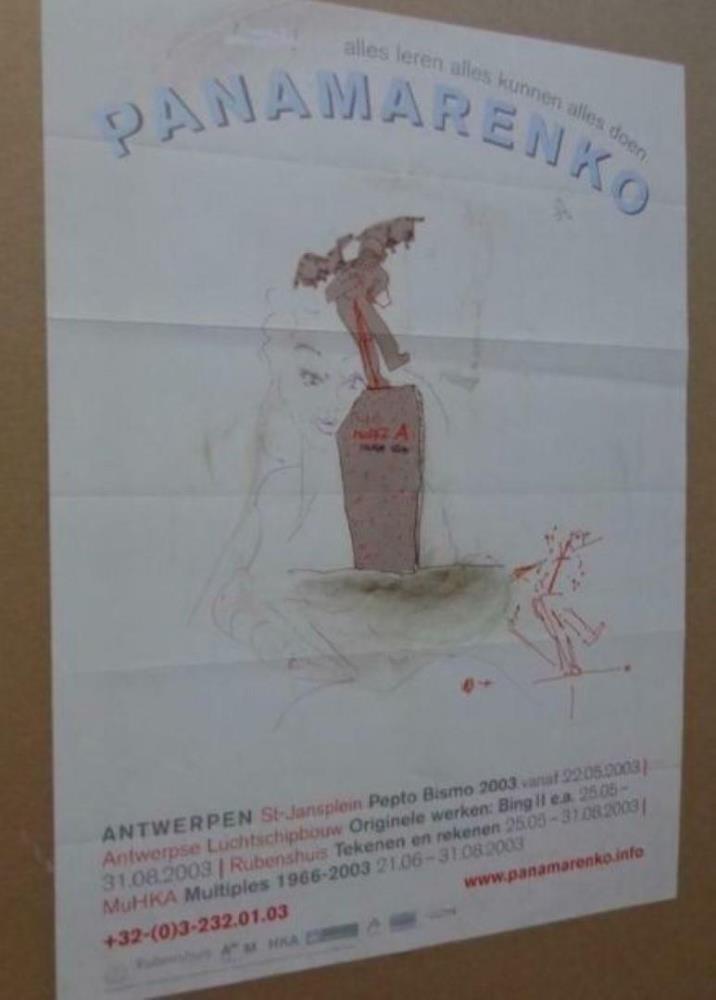 alles leren alles kunnen alles doen
PANAMARENKO
A
ANTWERPEN St-Jansplein Pepto Bismo 2003 vanaf 22.05.2003 |
Antwerpse Luchtschipbouw Originele werken: Bing II e.a. 25.05 –
31.08.2003 | Rubenshuis Tekenen en rekenen 25.05 – 31.08.2003 |
MuHKA Multiples 1966-2003 21.06 – 31.08.2003
www.panamarenko.info
+32-(0)3-232.01.03
Rubenshuis M HKA